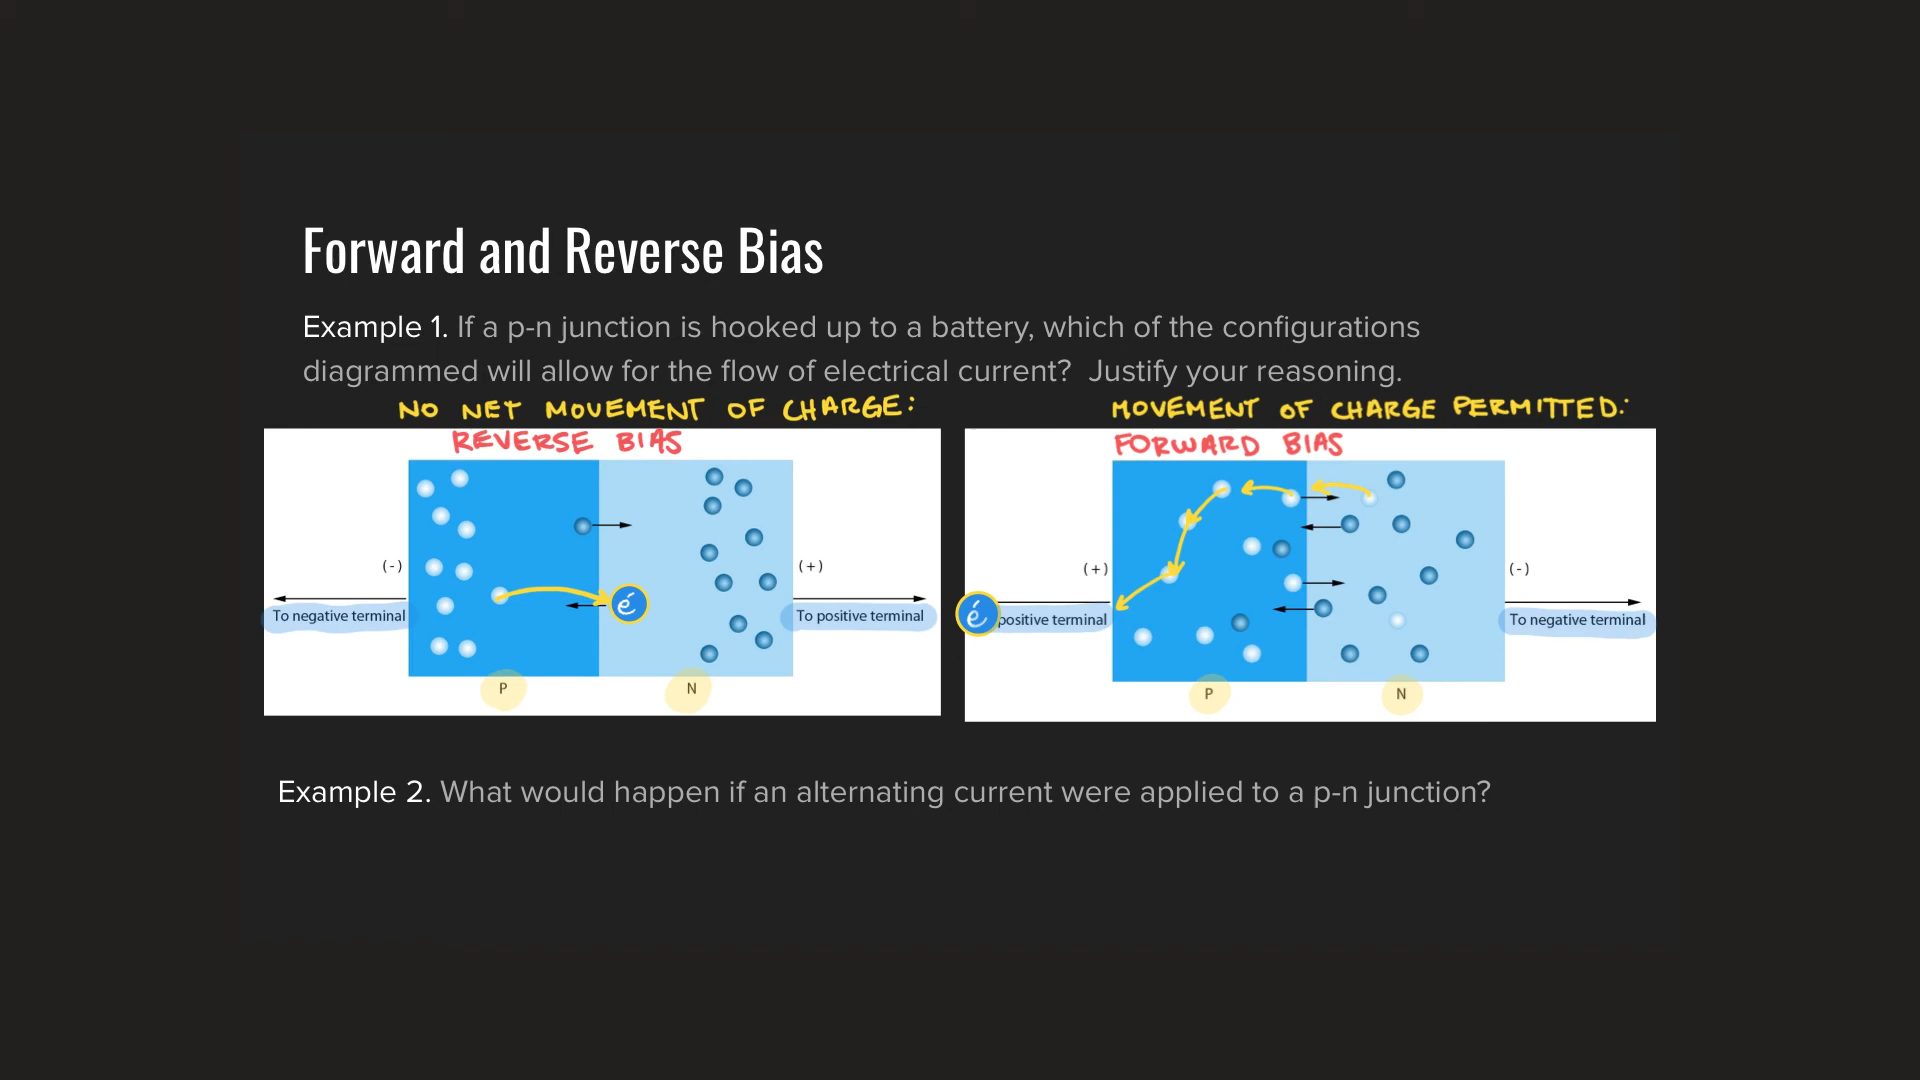 Forward and Reverse Bias
Example 1. If a p-n junction is hooked up to a battery, which of the configurations
diagrammed will allow for the flow of electrical current? Justify your reasoning.
NO NET MOVEMENT OF CHARGE:
REVERSE BIAS
(-)
(+)
To negative terminal
é
To positive terminal
P
N
MOVEMENT OF CHARGE PERMITTED:
FORWARD BIAS
(+)
(-)
é
positive terminal
To negative terminal
P
N
Example 2. What would happen if an alternating current were applied to a p-n junction?